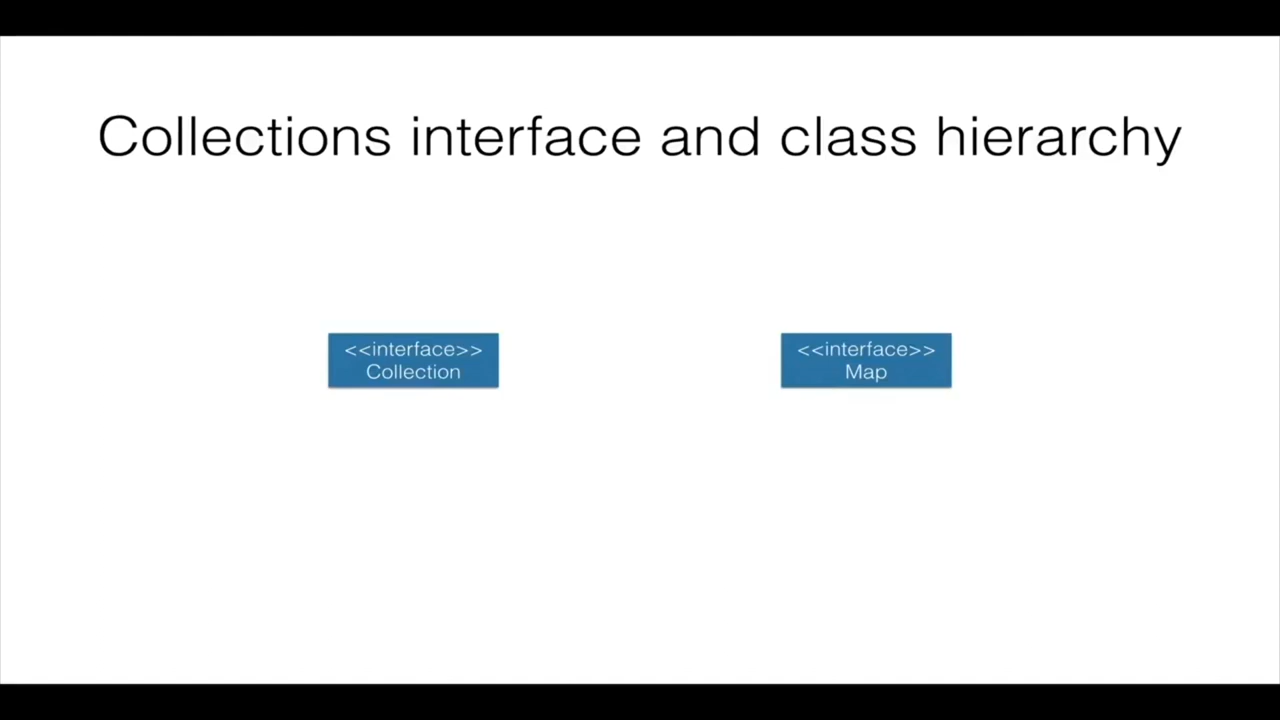 Collections interface and class hierarchy
<<interface>>
Collection
<<interface>>
Map